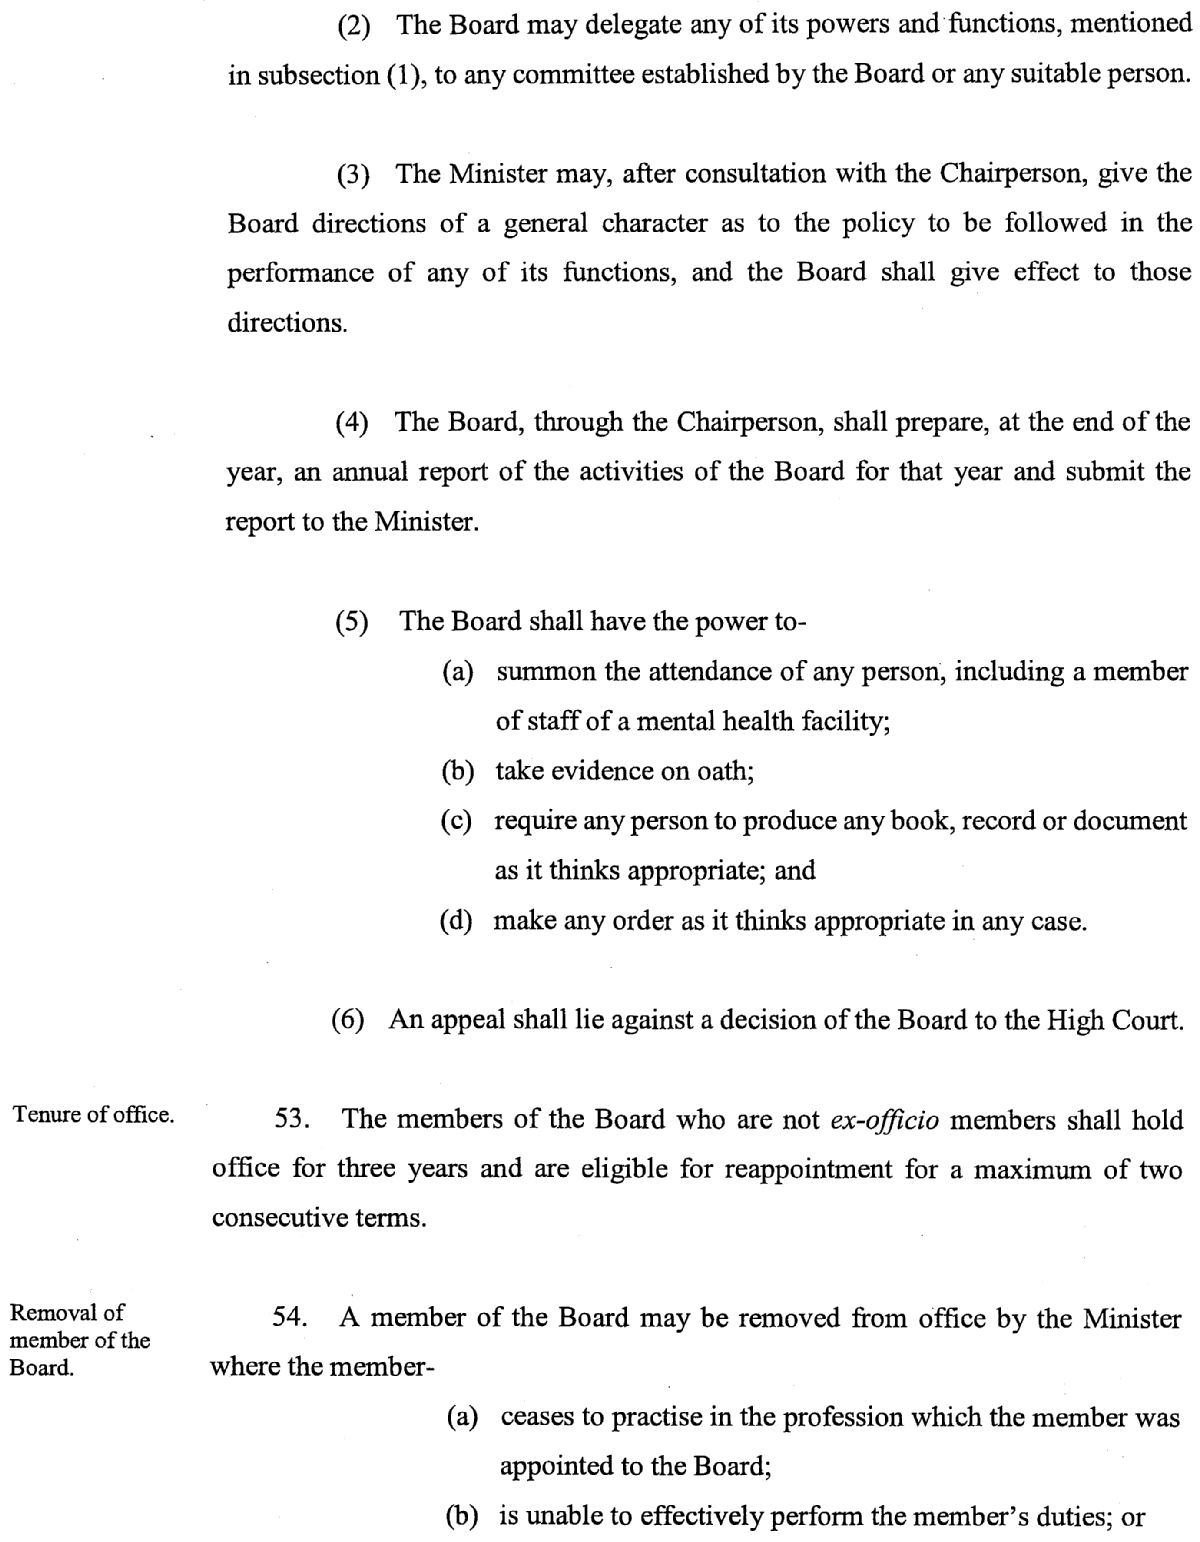 (2) The Board may delegate any of its powers and functions, mentioned
in subsection (1), to any committee established by the Board or any suitable person.
(3) The Minister may, after consultation with the Chairperson, give the
Board directions of a general character as to the policy to be followed in the
performance of any of its functions, and the Board shall give effect to those
directions.
(4) The Board, through the Chairperson, shall prepare, at the end of the
year, an annual report of the activities of the Board for that year and submit the
report to the Minister.
(5) The Board shall have the power to-
(a) summon the attendance of any person, including a member
of staff of a mental health facility;
(b) take evidence on oath;
(c) require any person to produce any book, record or document
as it thinks appropriate; and
(d) make any order as it thinks appropriate in any case.
(6) An appeal shall lie against a decision of the Board to the High Court.
Tenure of office.
53. The members of the Board who are not ex-officio members shall hold
office for three years and are eligible for reappointment for a maximum of two
consecutive terms.
Removal of
member of the
Board.
54. A member of the Board may be removed from office by the Minister
where the member-
(a) ceases to practise in the profession which the member was
appointed to the Board;
(b) is unable to effectively perform the member's duties; or